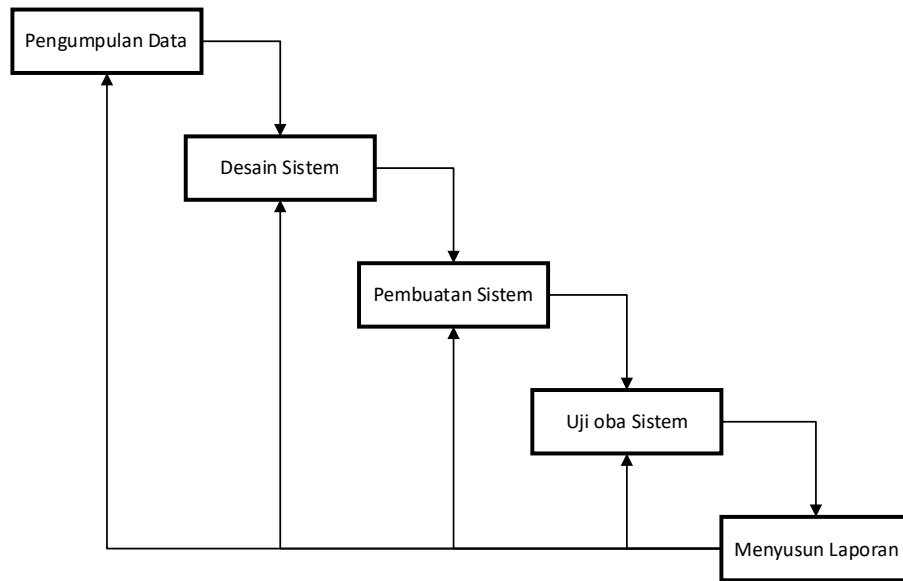 Pengumpulan Data
Desain Sistem
Pembuatan Sistem
Uji oba Sistem
Menyusun Laporan